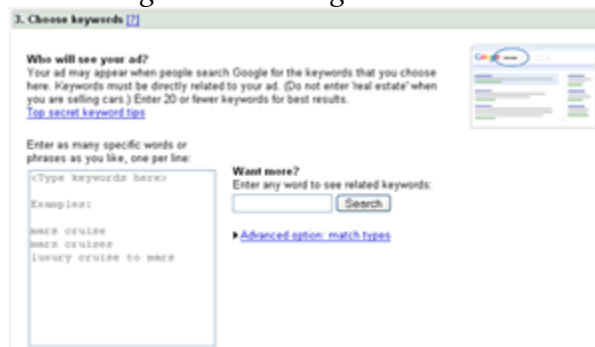 3. Choose keywords [?]
Who will see your ad?
Your ad may appear when people search Google for the keywords that you choose
here. Keywords must be directly related to your ad. (Do not enter 'real estate' when
you are selling cars.) Enter 20 or fewer keywords for best results.
Top secret keyword tips
Enter as many specific words or
phrases as you like, one per line:
<Type keywords here>
Examples:
mars cruise
mars cruises
luxury cruise to mars
Want more?
Enter any word to see related keywords:
Search
Advanced option: match types
Google